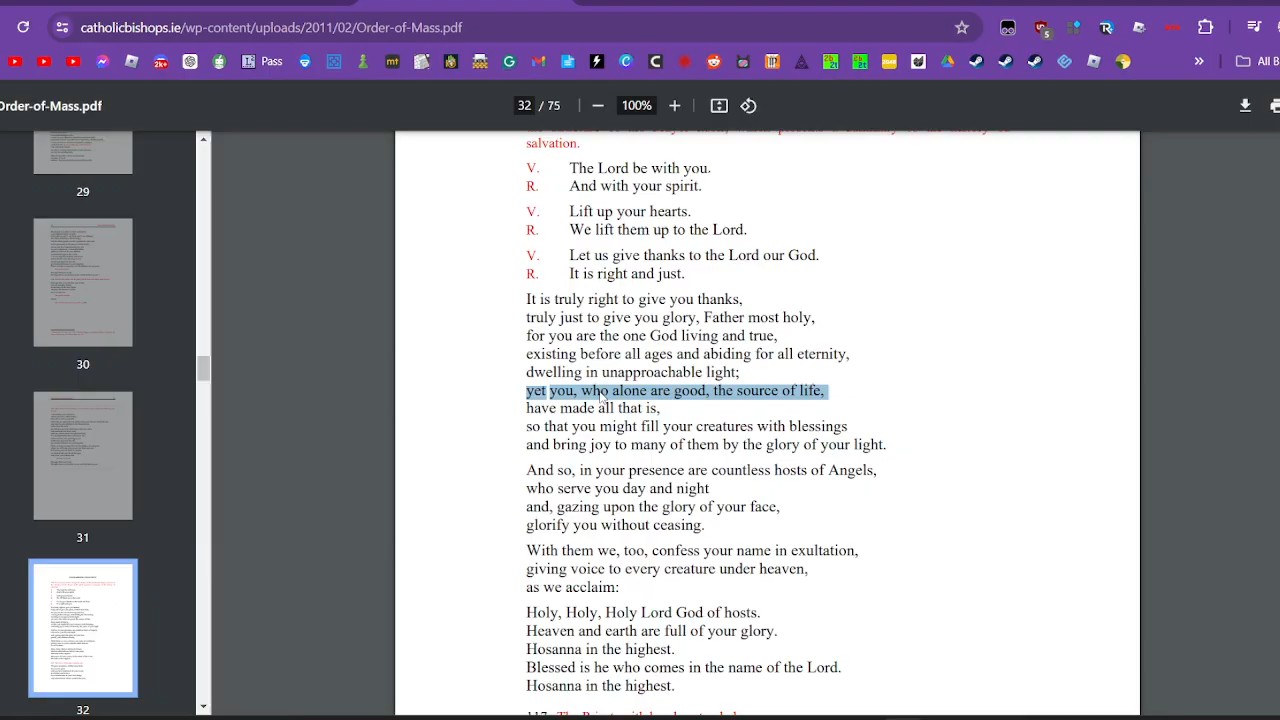 catholicbishops.ie/wp-content/uploads/2011/02/Order-of-Mass.pdf
5
2K+
Pass
mt
2b
2t
2b
2t
»
All B
Order-of-Mass.pdf
32 / 75
100%
29
30
31
32
salvation.
V. The Lord be with you.
R. And with your spirit.
V. Lift up your hearts.
R. We lift them up to the Lord.
V. Let us give thanks to the Lord our God.
R. It is right and just.
It is truly right to give you thanks,
truly just to give you glory, Father most holy,
for you are the one God living and true,
existing before all ages and abiding for all eternity,
dwelling in unapproachable light;
yet you, who alone are good, the source of life,
have made all that is,
so that you might fill your creatures with blessings
and bring joy to many of them by the glory of your light.
And so, in your presence are countless hosts of Angels,
who serve you day and night
and, gazing upon the glory of your face,
glorify you without ceasing.
With them we, too, confess your name in exultation,
giving voice to every creature under heaven,
as we acclaim:
Holy, Holy, Holy Lord God of hosts.
Heaven and earth are full of your glory.
Hosanna in the highest.
Blessed is he who comes in the name of the Lord.
Hosanna in the highest.